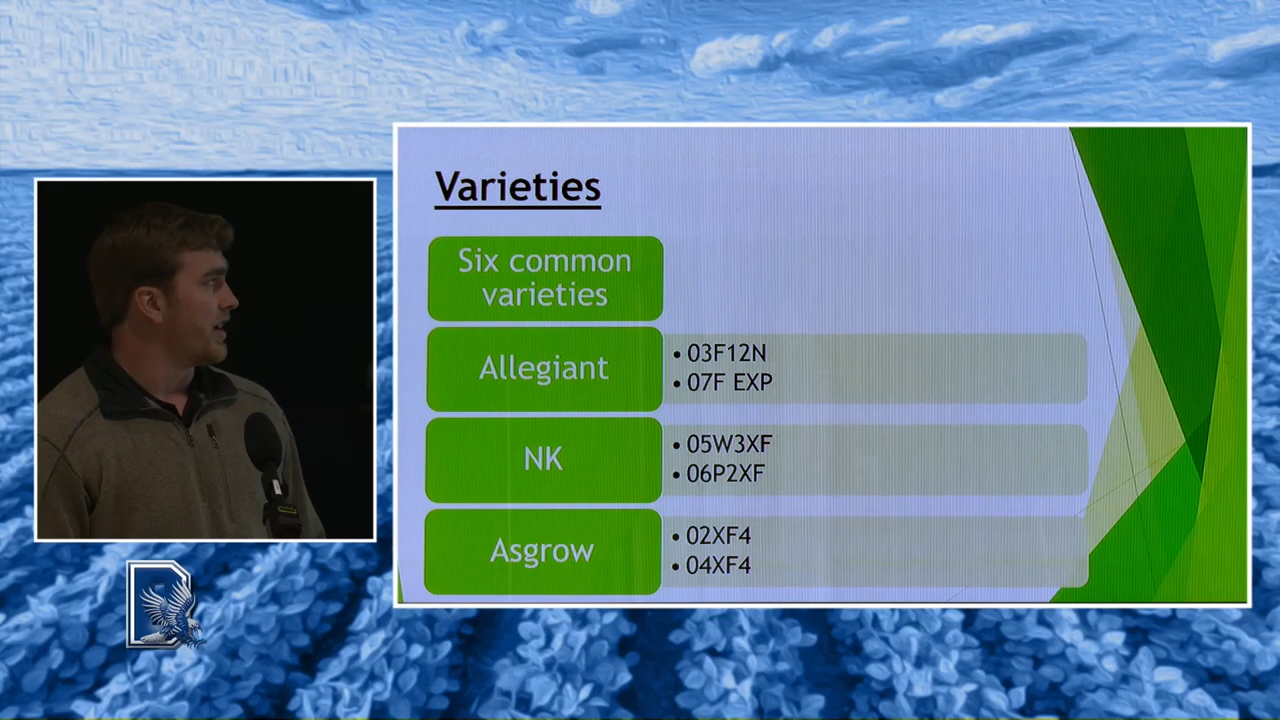 Varieties
Six common
varieties
Allegiant
• 03F12N
• 07F EXP
NK
• 05W3XF
• 06P2XF
Asgrow
• 02XF4
• 04XF4
D